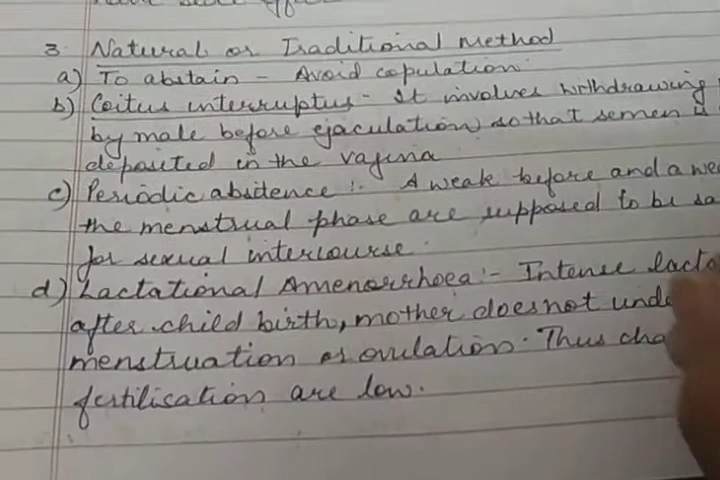 3. Natural or Traditional Method
a) To abstain - Avoid copulation.
b) Coitus interruptus - It involves withdrawing
by male before ejaculation, so that semen is
deposited in the vagina
c) Periodic abstence :- A weak before and a
the menstrual phase are supposed to be
for sexual intercourse.
d) Lactational Amenorrhoea :- Intense
after child birth, mother does not
menstruation or ovulation. Thus
fertilisation are low.